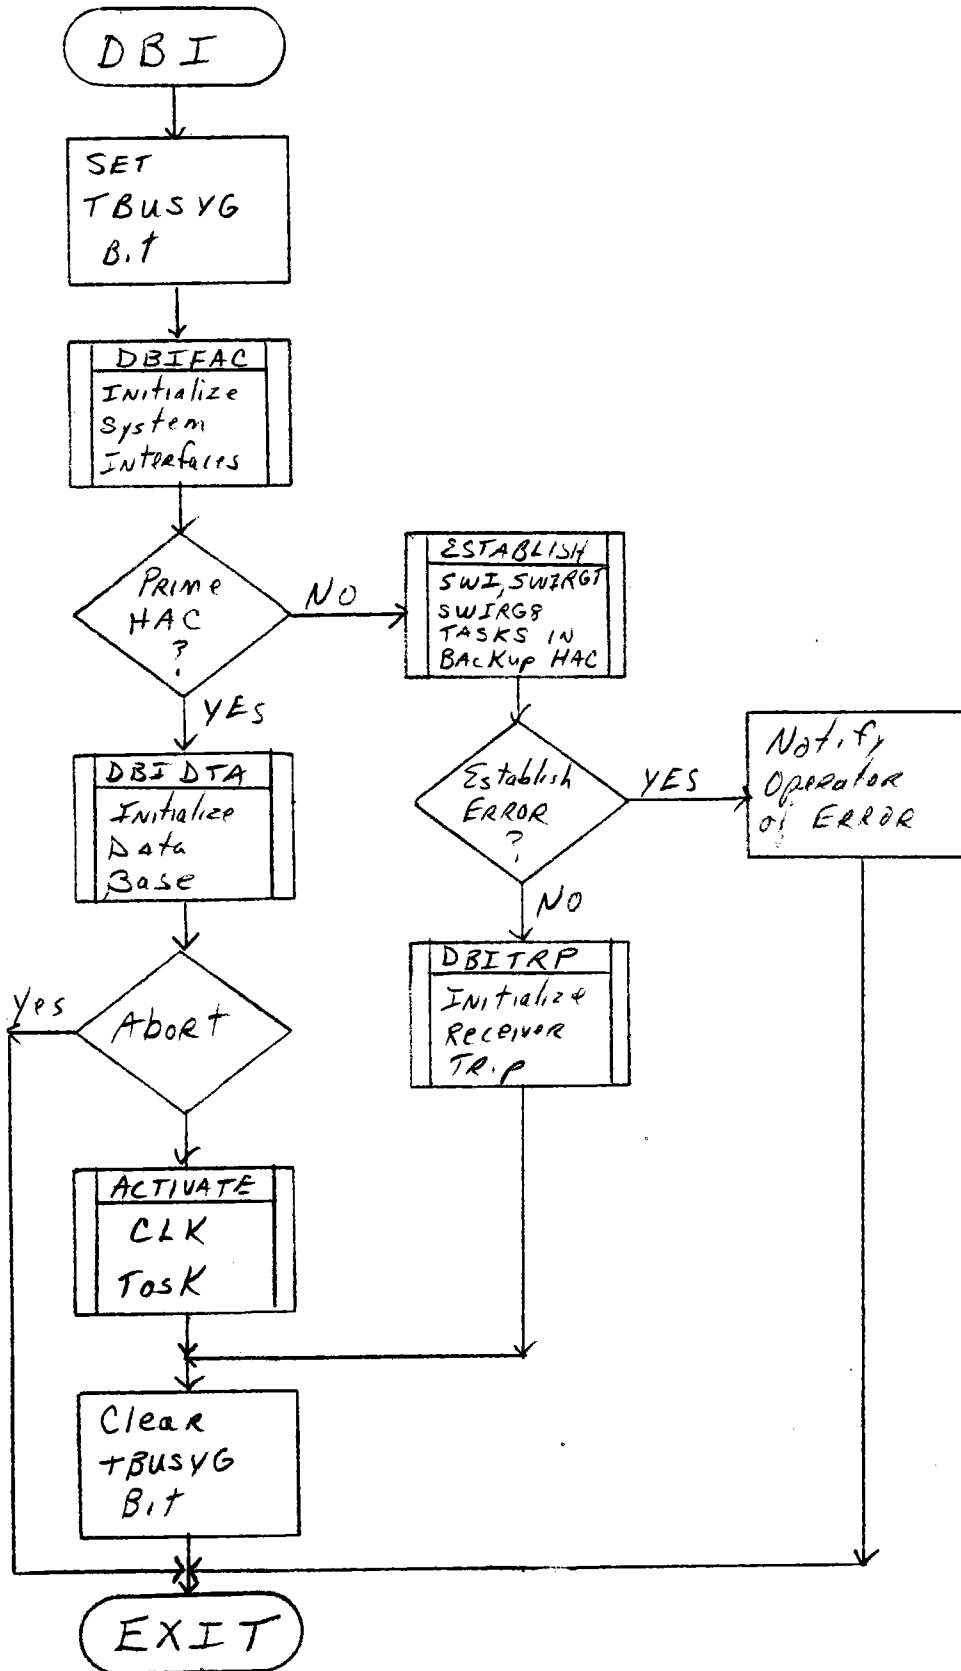 DBI
SET
TBUSYG
Bit
DBIFAC
Initialize
System
Interfaces
Prime
HAC
?
NO
YES
ESTABLISH
SWI, SWIRGT
SWIRG8
TASKS IN
BACKup HAC
Establish
ERROR
?
YES
NO
Notify
Operator
of ERROR
DBIDTA
Initialize
Data
Base
DBITRP
Initialize
Receiver
TRip
Abort
Yes
ACTIVATE
CLK
Task
Clear
TBUSYG
Bit
EXIT